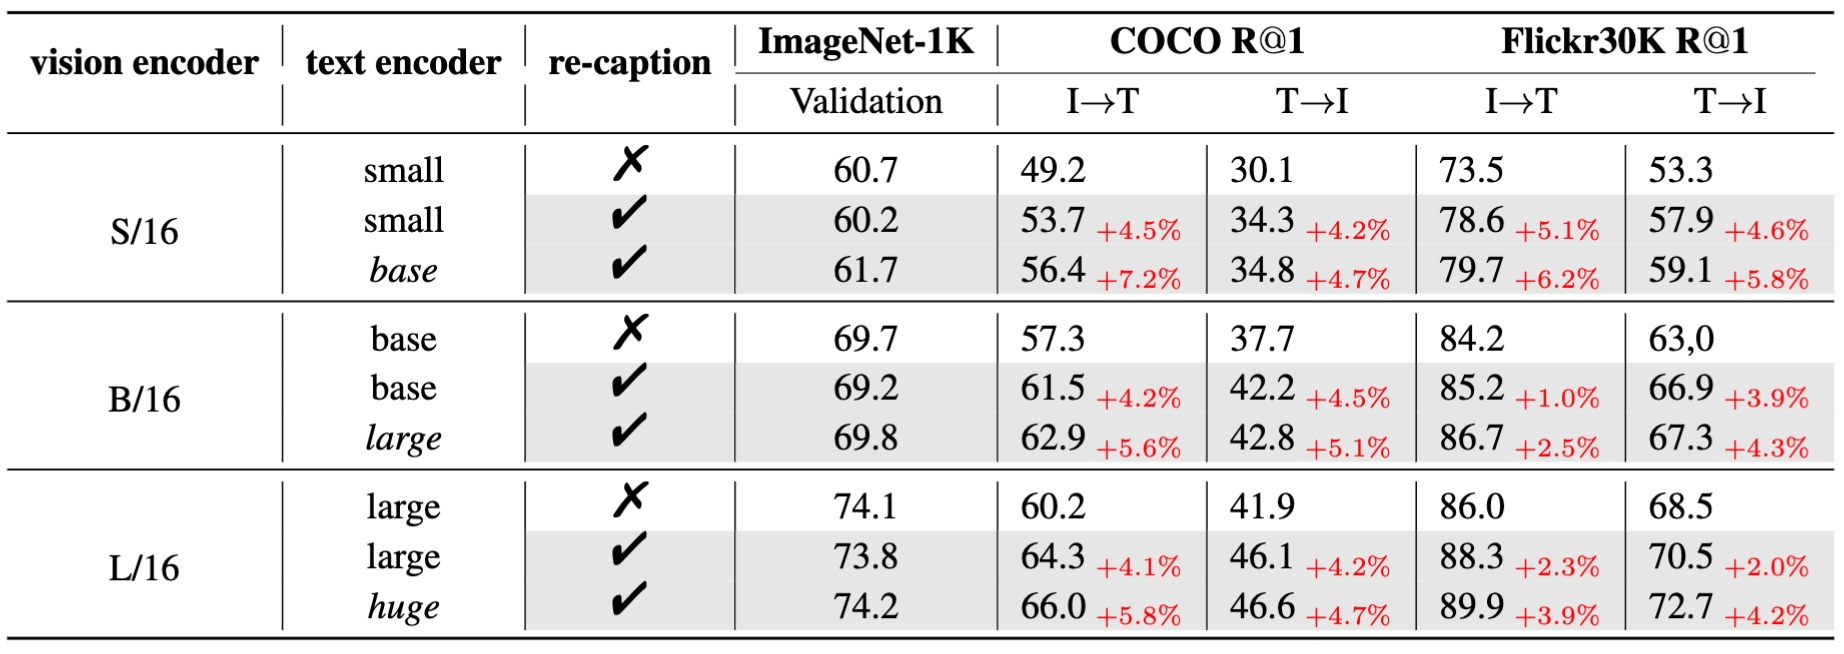 vision encoder text encoder re-caption ImageNet-1K COCO R@1 Flickr30K R@1
Validation I→T T→I I→T T→I
S/16 small ✗ 60.7 49.2 30.1 73.5 53.3
small ✓ 60.2 53.7 +4.5% 34.3 +4.2% 78.6 +5.1% 57.9 +4.6%
base ✓ 61.7 56.4 +7.2% 34.8 +4.7% 79.7 +6.2% 59.1 +5.8%
B/16 base ✗ 69.7 57.3 37.7 84.2 63,0
base ✓ 69.2 61.5 +4.2% 42.2 +4.5% 85.2 +1.0% 66.9 +3.9%
large ✓ 69.8 62.9 +5.6% 42.8 +5.1% 86.7 +2.5% 67.3 +4.3%
L/16 large ✗ 74.1 60.2 41.9 86.0 68.5
large ✓ 73.8 64.3 +4.1% 46.1 +4.2% 88.3 +2.3% 70.5 +2.0%
huge ✓ 74.2 66.0 +5.8% 46.6 +4.7% 89.9 +3.9% 72.7 +4.2%